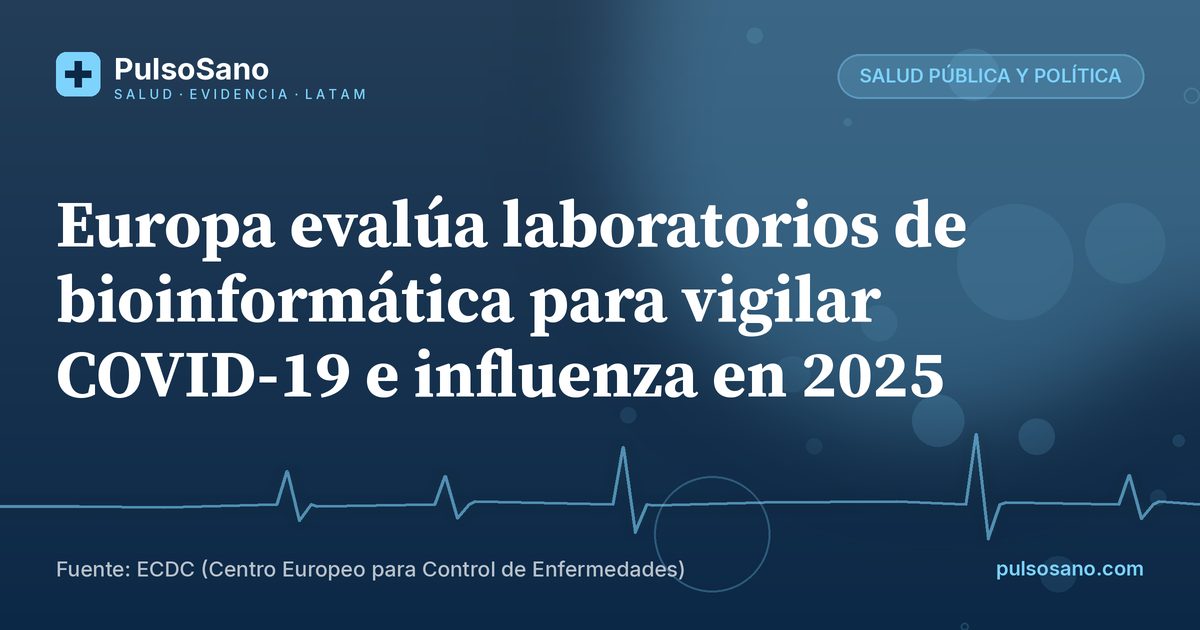 PulsoSano
SALUD · EVIDENCIA · LATAM
SALUD PÚBLICA Y POLÍTICA
Europa evalúa laboratorios de
bioinformática para vigilar
COVID-19 e influenza en 2025
Fuente: ECDC (Centro Europeo para Control de Enfermedades)
pulsosano.com